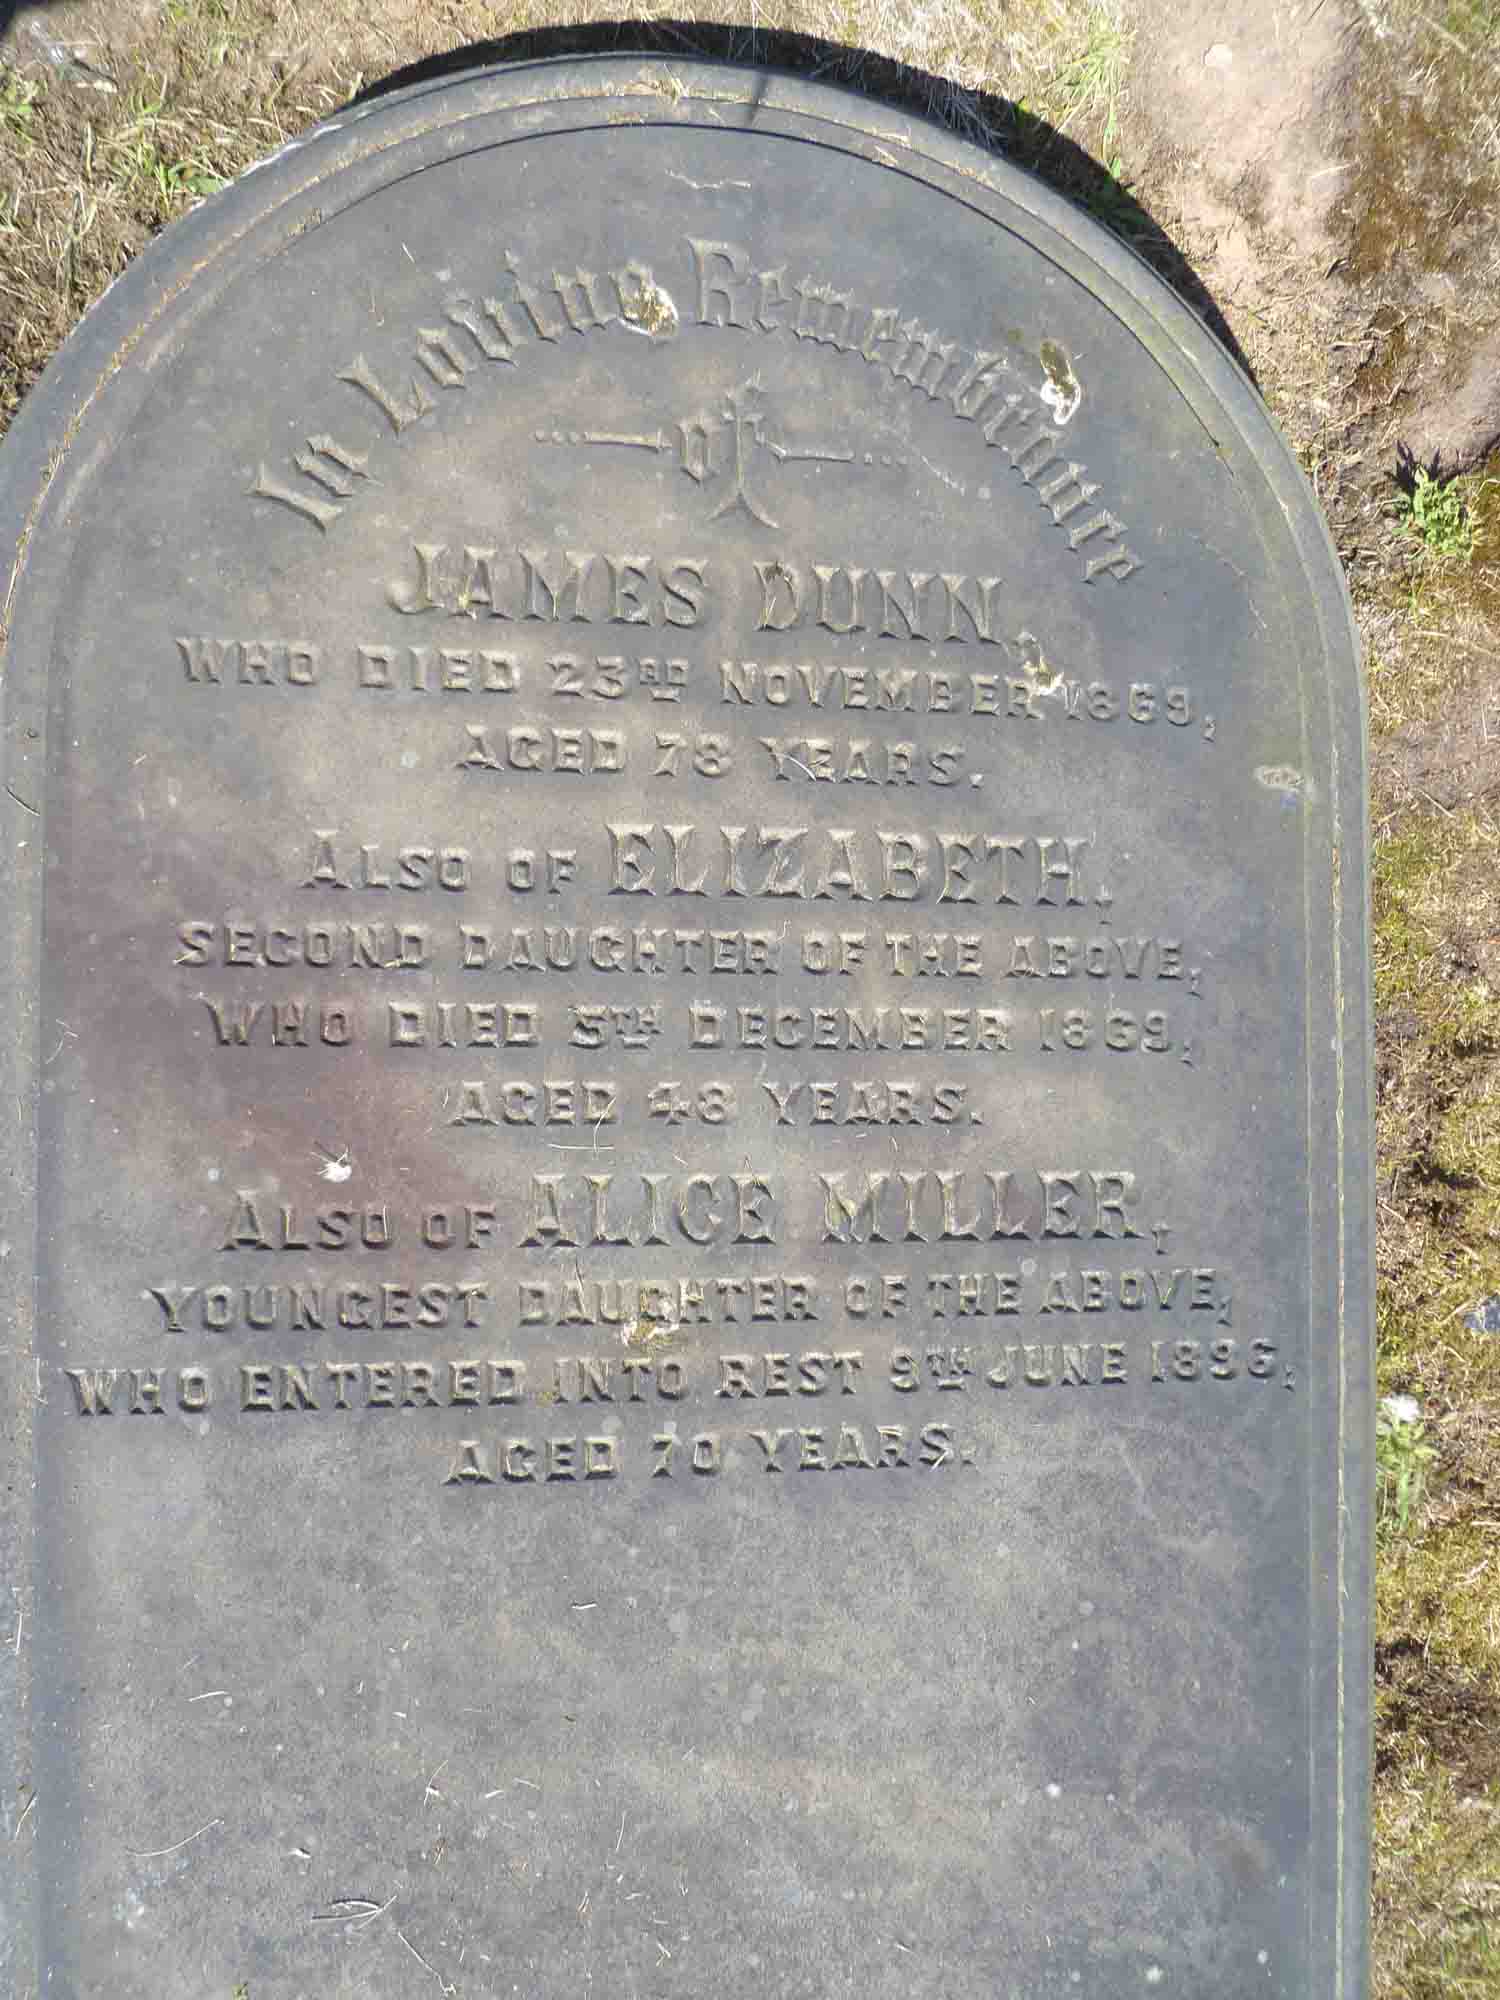 In Loving Remembrance
of
JAMES DUNN,
WHO DIED 23RD NOVEMBER 1869,
AGED 78 YEARS.
ALSO OF ELIZABETH,
SECOND DAUGHTER OF THE ABOVE,
WHO DIED 5TH DECEMBER 1869,
AGED 48 YEARS.
ALSO OF ALICE MILLER,
YOUNGEST DAUGHTER OF THE ABOVE,
WHO ENTERED INTO REST 9TH JUNE 1896,
AGED 70 YEARS.